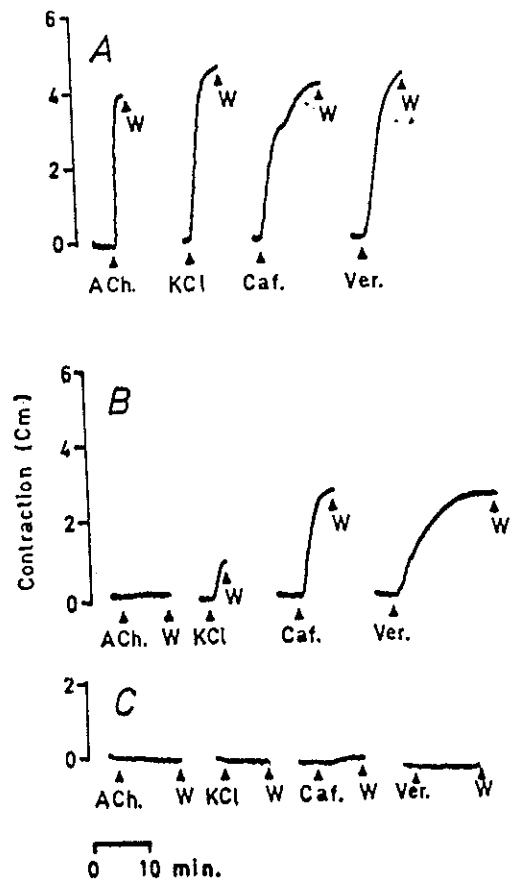 6
A
4
W
W
W
W
2
0
ACh.
KCl
Caf.
Ver.
Contraction (Cm.)
6
B
4
2
W
W
W
0
ACh.
W
KCl
Caf.
Ver.
2
C
0
ACh.
W
KCl
W
Caf.
W
Ver.
W
0 10 min.